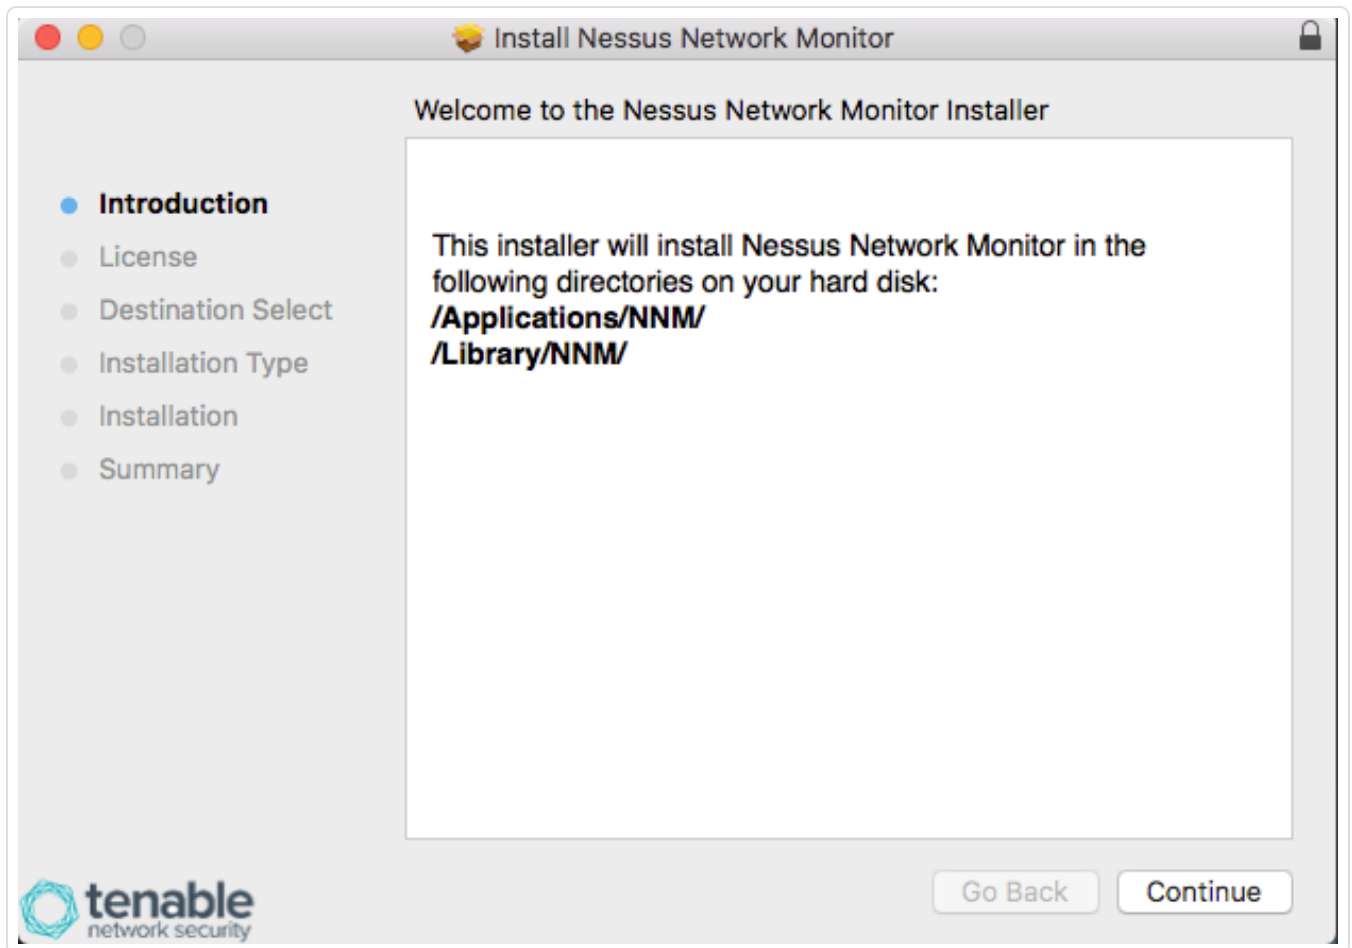 Install Nessus Network Monitor
Welcome to the Nessus Network Monitor Installer
Introduction
License
Destination Select
Installation Type
Installation
Summary
This installer will install Nessus Network Monitor in the
following directories on your hard disk:
/Applications/NNM/
/Library/NNM/
tenable
network security
Go Back
Continue